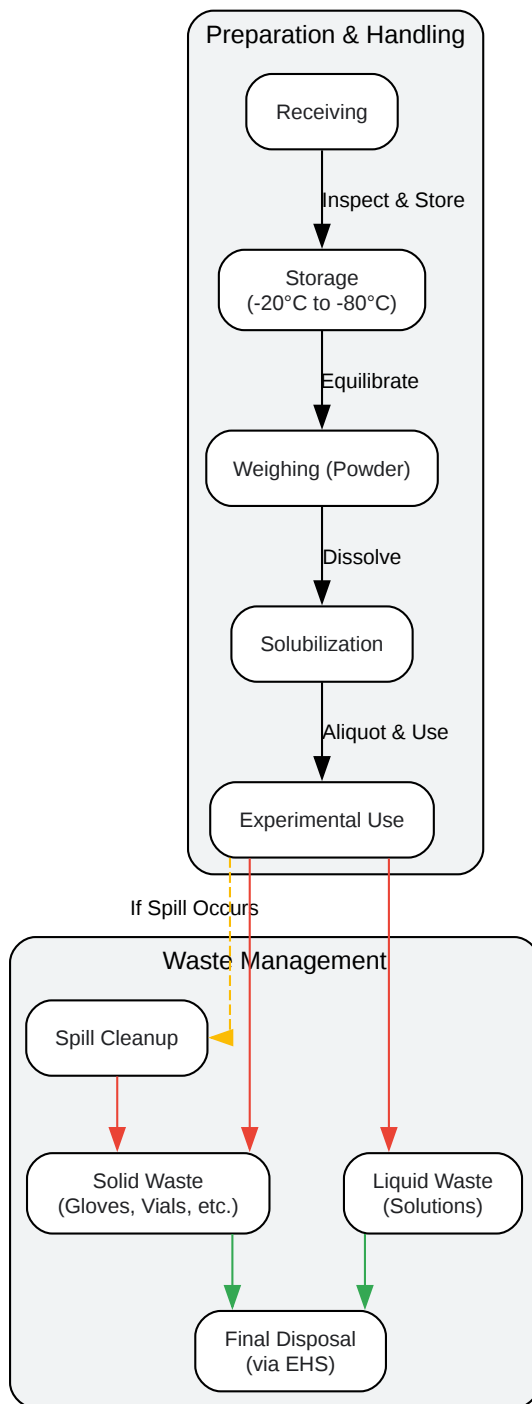 Preparation & Handling
Receiving
Inspect & Store
Storage
(-20°C to -80°C)
Equilibrate
Weighing (Powder)
Dissolve
Solubilization
Aliquot & Use
Experimental Use
If Spill Occurs
Waste Management
Spill Cleanup
Solid Waste
(Gloves, Vials, etc.)
Liquid Waste
(Solutions)
Final Disposal
(via EHS)